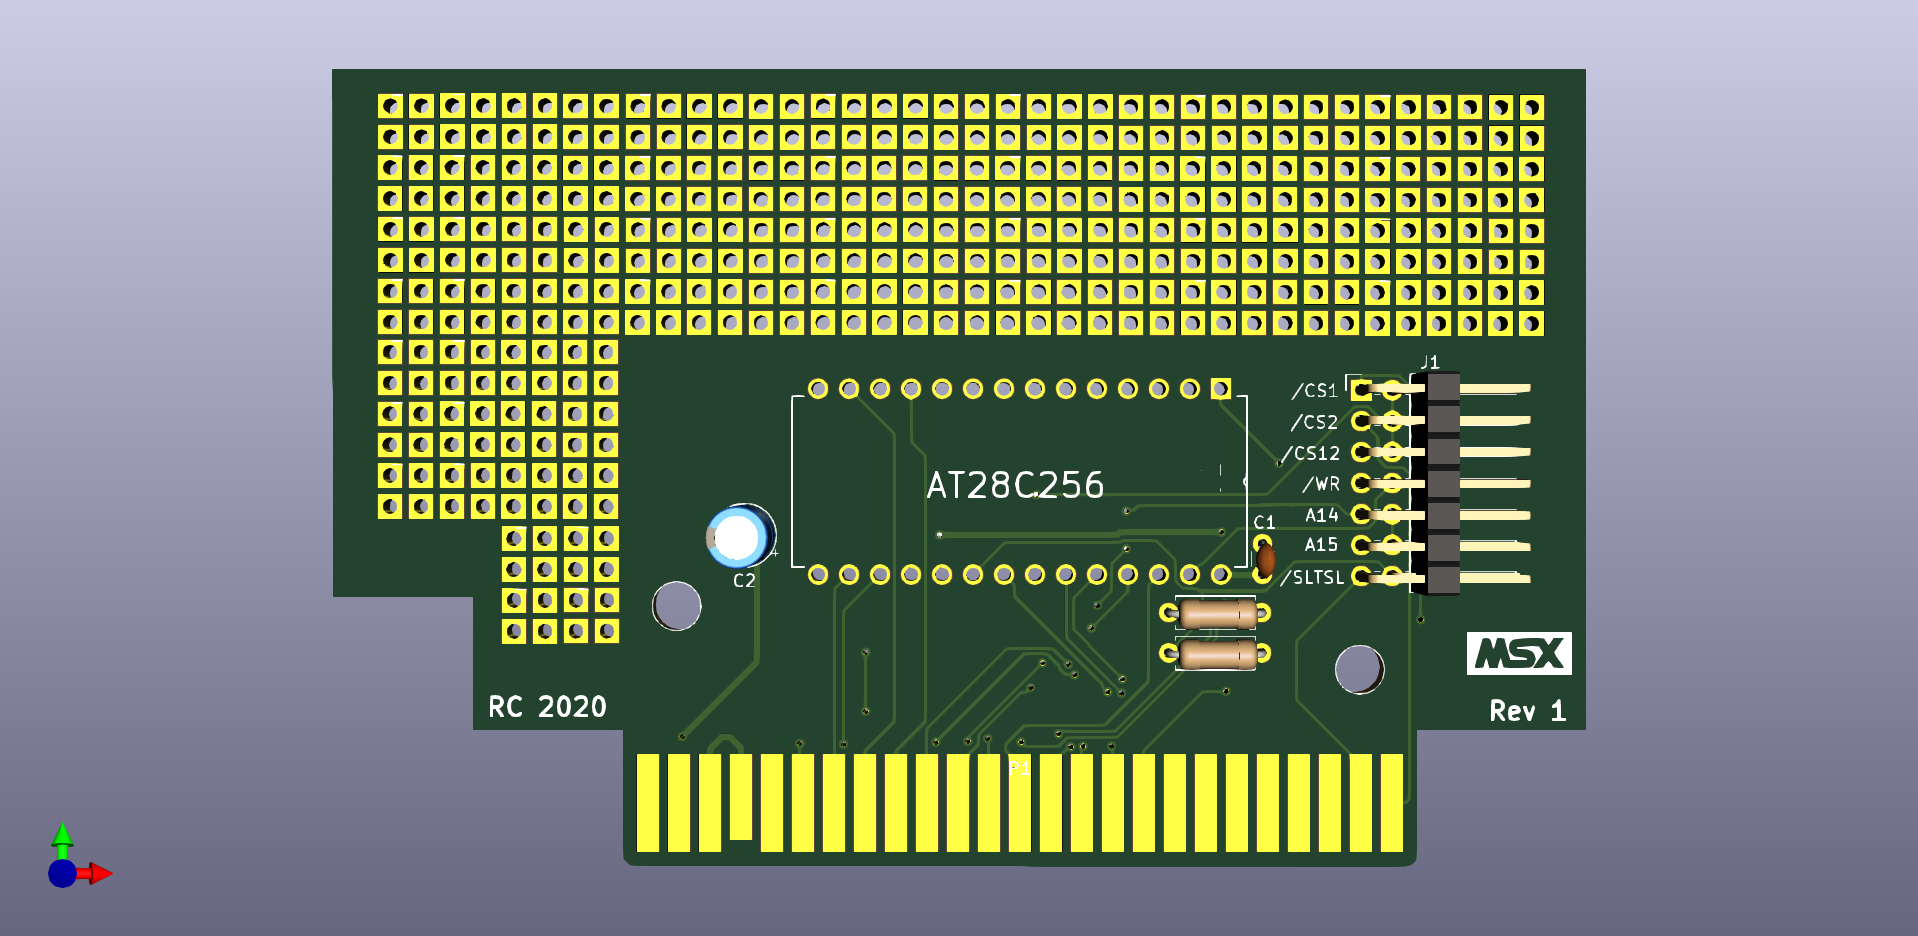 J1
/CS1
/CS2
/CS12
/WR
A14
A15
/SLTSL
AT28C256
C1
C2
+
MSX
RC 2020
Rev 1
P1